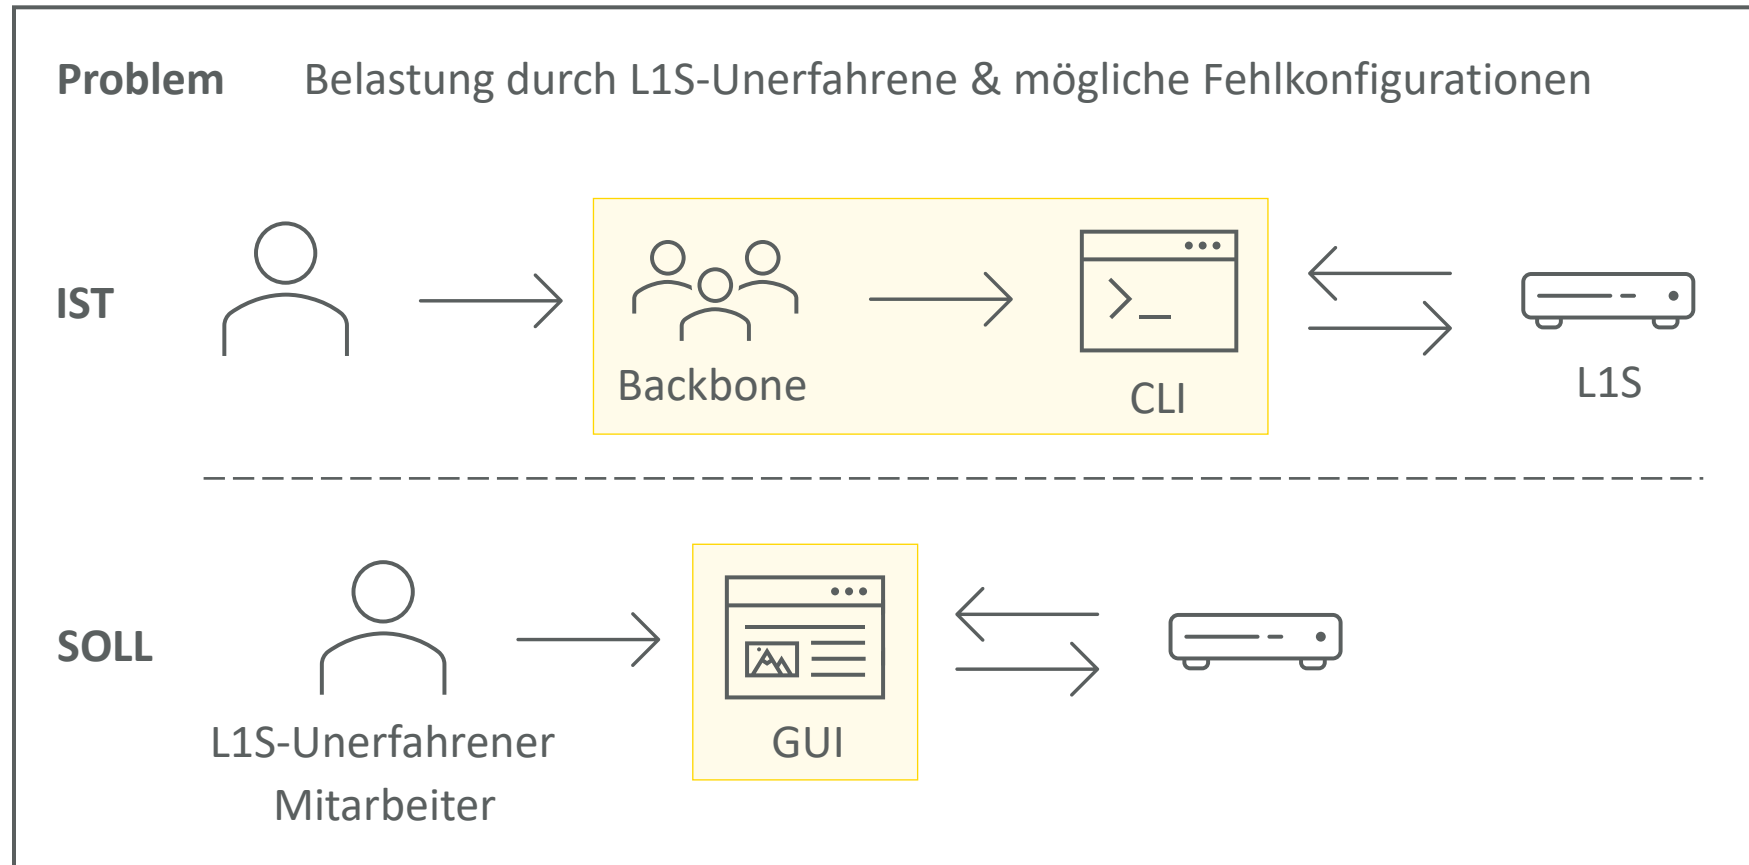 Problem Belastung durch L1S-Unerfahrene & mögliche Fehlkonfigurationen
IST
Backbone
CLI
L1S
SOLL
L1S-Unerfahrener
Mitarbeiter
GUI